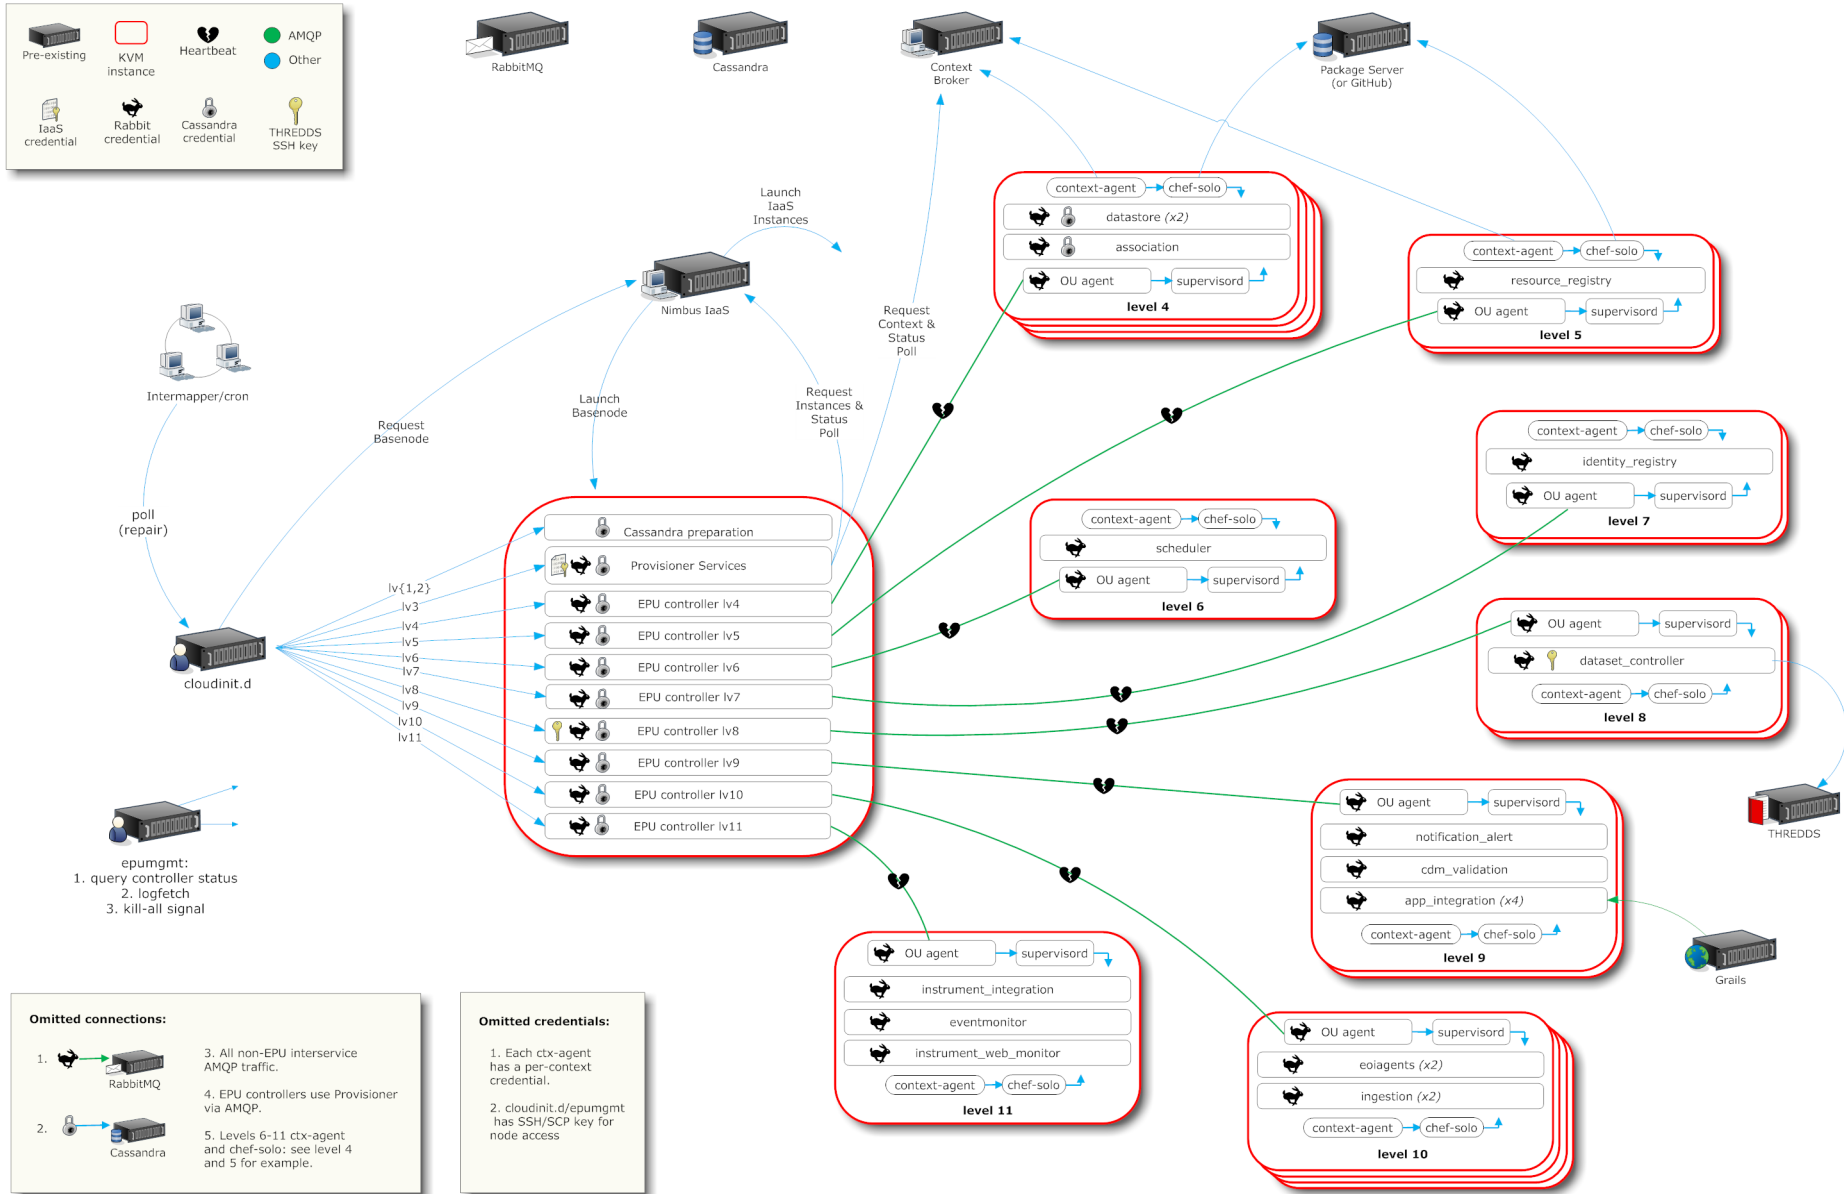 Pre-existing
KVM
instance
Heartbeat
AMQP
Other
IaaS
credential
Rabbit
credential
Cassandra
credential
THREDDS
SSH key
RabbitMQ
Cassandra
Context
Broker
Package Server
(or GitHub)
Launch
IaaS
Instances
Nimbus IaaS
Request
Context &
Status
Poll
Request
Instances &
Status
Poll
Launch
Basenode
Request
Basenode
Intermapper/cron
poll
(repair)
cloudinit.d
lv{1,2}
lv3
lv4
lv5
lv6
lv7
lv8
lv9
lv10
lv11
Cassandra preparation
Provisioner Services
EPU controller lv4
EPU controller lv5
EPU controller lv6
EPU controller lv7
EPU controller lv8
EPU controller lv9
EPU controller lv10
EPU controller lv11
context-agent chef-solo
datastore (x2)
association
OU agent supervisord
level 4
context-agent chef-solo
resource_registry
OU agent supervisord
level 5
context-agent chef-solo
scheduler
OU agent supervisord
level 6
context-agent chef-solo
identity_registry
OU agent supervisord
level 7
OU agent supervisord
dataset_controller
context-agent chef-solo
level 8
THREDDS
OU agent supervisord
notification_alert
cdm_validation
app_integration (x4)
context-agent chef-solo
level 9
Grails
OU agent supervisord
eoiagents (x2)
ingestion (x2)
context-agent chef-solo
level 10
OU agent supervisord
instrument_integration
eventmonitor
instrument_web_monitor
context-agent chef-solo
level 11
epumgmt:
1. query controller status
2. logfetch
3. kill-all signal
Omitted connections:
1.
RabbitMQ
2.
Cassandra
3. All non-EPU interservice
AMQP traffic.
4. EPU controllers use Provisioner
via AMQP.
5. Levels 6-11 ctx-agent
and chef-solo: see level 4
and 5 for example.
Omitted credentials:
1. Each ctx-agent
has a per-context
credential.
2. cloudinit.d/epumgmt
has SSH/SCP key for
node access